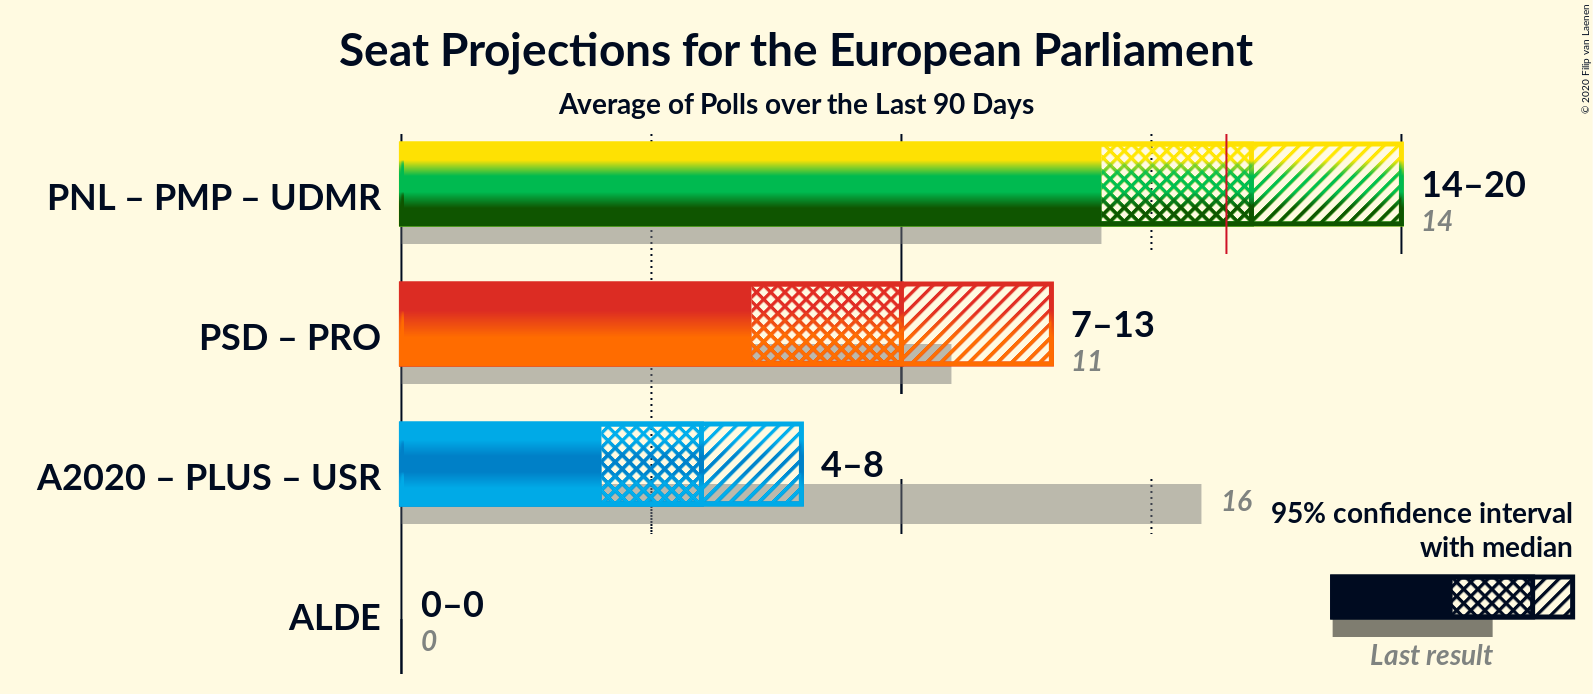 Seat Projections for the European Parliament
Average of Polls over the Last 90 Days
© 2020 Filip van Laenen
PNL – PMP – UDMR
14–20
14
PSD – PRO
7–13
11
A2020 – PLUS – USR
4–8
16
ALDE
0–0
0
95% confidence interval
with median
Last result